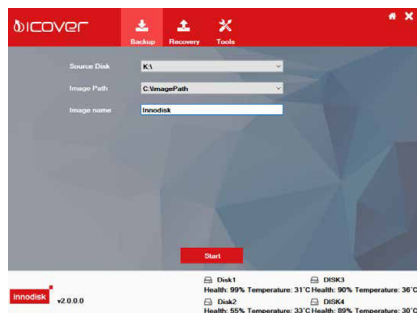 iCOVER
Backup Recovery Tools
Source Disk K:\
Image Path C:\ImagePath
Image name Innodisk
Start
Disk1 DISK3
Health: 99% Temperature: 31°C Health: 90% Temperature: 36°C
innodisk v2.0.0.0
Disk2 DISK4
Health: 55% Temperature: 33°C Health: 89% Temperature: 30°C